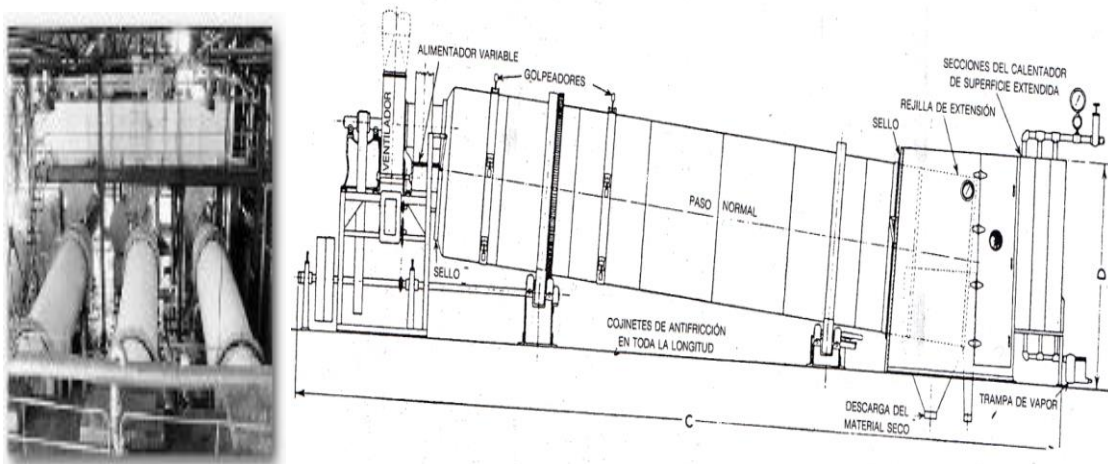 ALIMENTADOR VARIABLE
GOLPEADORES
VENTILADOR
SECCIONES DEL CALENTADOR
DE SUPERFICIE EXTENDIDA
REJILLA DE EXTENSIÓN
SELLO
PASO NORMAL
SELLO
D
COJINETES DE ANTIFRICCIÓN
EN TODA LA LONGITUD
TRAMPA DE VAPOR
DESCARGA DEL
MATERIAL SECO
C